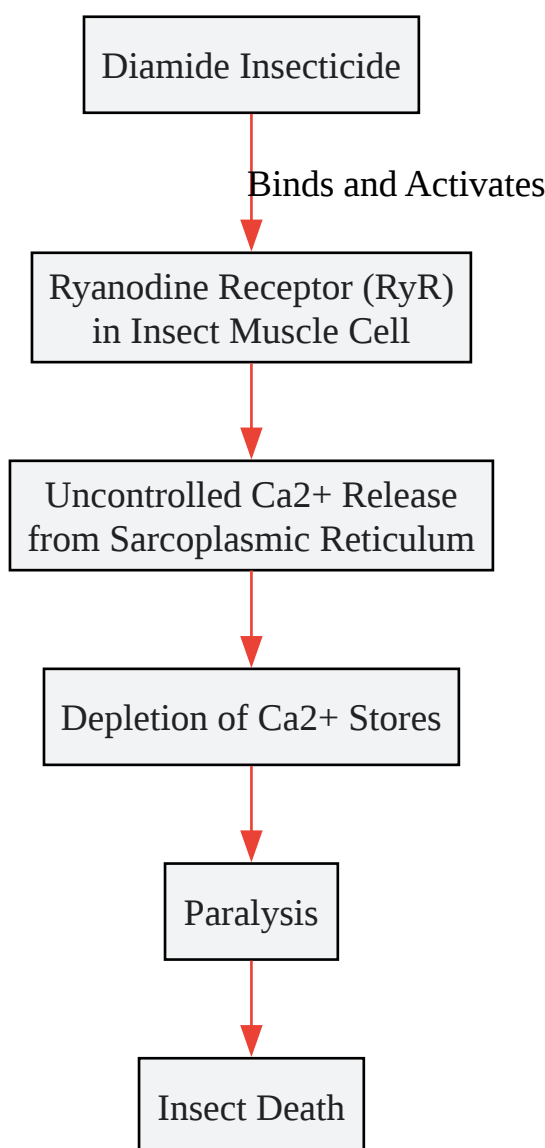 Diamide Insecticide
Binds and Activates
Ryanodine Receptor (RyR)
in Insect Muscle Cell
Uncontrolled Ca2+ Release
from Sarcoplasmic Reticulum
Depletion of Ca2+ Stores
Paralysis
Insect Death